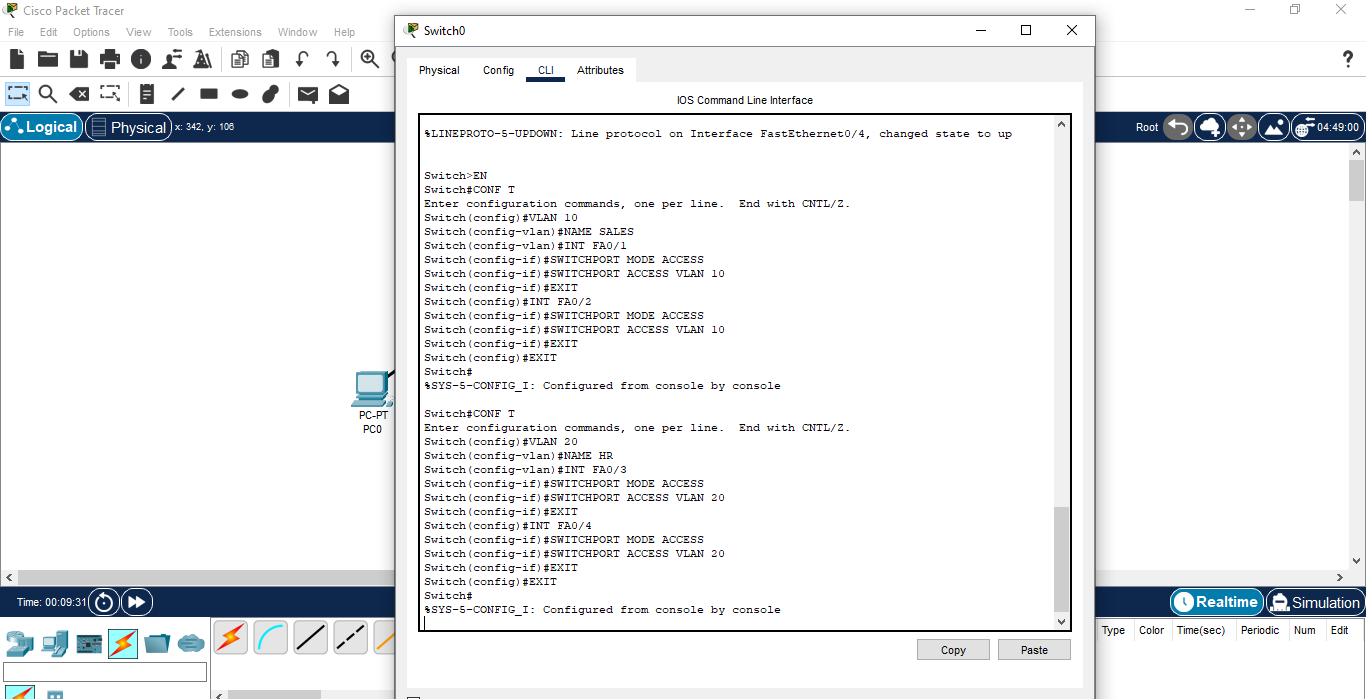 Cisco Packet Tracer
File Edit Options View Tools Extensions Window Help
Logical
Physical
x: 342, y: 106
Root
04:49:00
Switch0
Physical Config CLI Attributes
IOS Command Line Interface
%LINEPROTO-5-UPDOWN: Line protocol on Interface FastEthernet0/4, changed state to up
Switch>EN
Switch#CONF T
Enter configuration commands, one per line.  End with CNTL/Z.
Switch(config)#VLAN 10
Switch(config-vlan)#NAME SALES
Switch(config-vlan)#INT FA0/1
Switch(config-if)#SWITCHPORT MODE ACCESS
Switch(config-if)#SWITCHPORT ACCESS VLAN 10
Switch(config-if)#EXIT
Switch(config)#INT FA0/2
Switch(config-if)#SWITCHPORT MODE ACCESS
Switch(config-if)#SWITCHPORT ACCESS VLAN 10
Switch(config-if)#EXIT
Switch(config)#EXIT
Switch#
%SYS-5-CONFIG_I: Configured from console by console
Switch#CONF T
Enter configuration commands, one per line.  End with CNTL/Z.
Switch(config)#VLAN 20
Switch(config-vlan)#NAME HR
Switch(config-vlan)#INT FA0/3
Switch(config-if)#SWITCHPORT MODE ACCESS
Switch(config-if)#SWITCHPORT ACCESS VLAN 20
Switch(config-if)#EXIT
Switch(config)#INT FA0/4
Switch(config-if)#SWITCHPORT MODE ACCESS
Switch(config-if)#SWITCHPORT ACCESS VLAN 20
Switch(config-if)#EXIT
Switch(config)#EXIT
Switch#
%SYS-5-CONFIG_I: Configured from console by console
Copy Paste
PC-PT
PC0
Time: 00:09:31
Realtime
Simulation
Type Color Time(sec) Periodic Num Edit